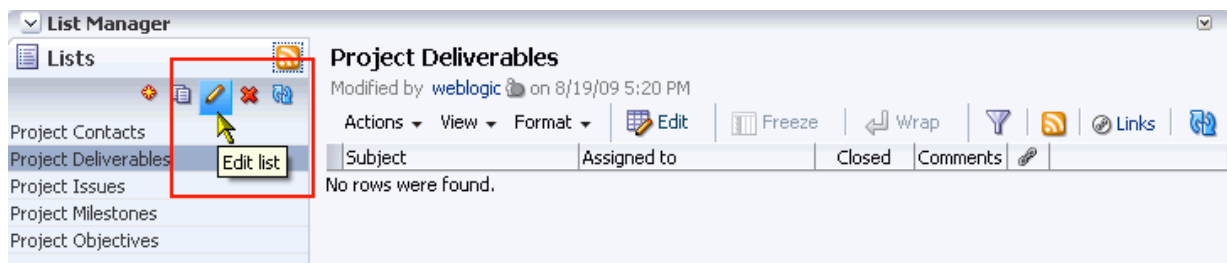 List Manager
Lists
Project Contacts
Project Deliverables
Edit list
Project Issues
Project Milestones
Project Objectives
Project Deliverables
Modified by weblogic on 8/19/09 5:20 PM
Actions View Format Edit Freeze Wrap Links
Subject Assigned to Closed Comments
No rows were found.